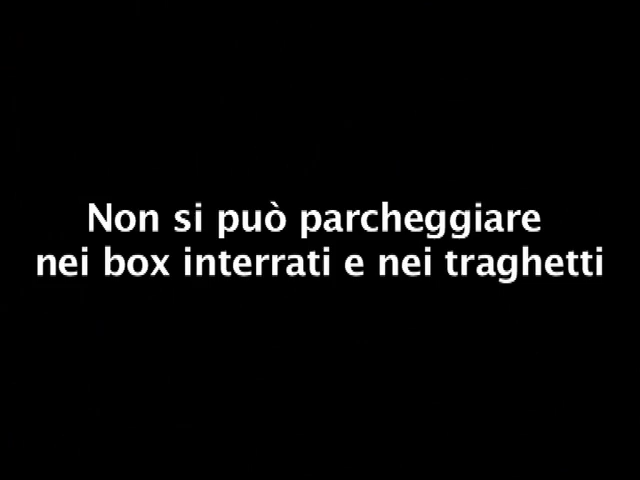 Non si può parcheggiare
nei box interrati e nei traghetti